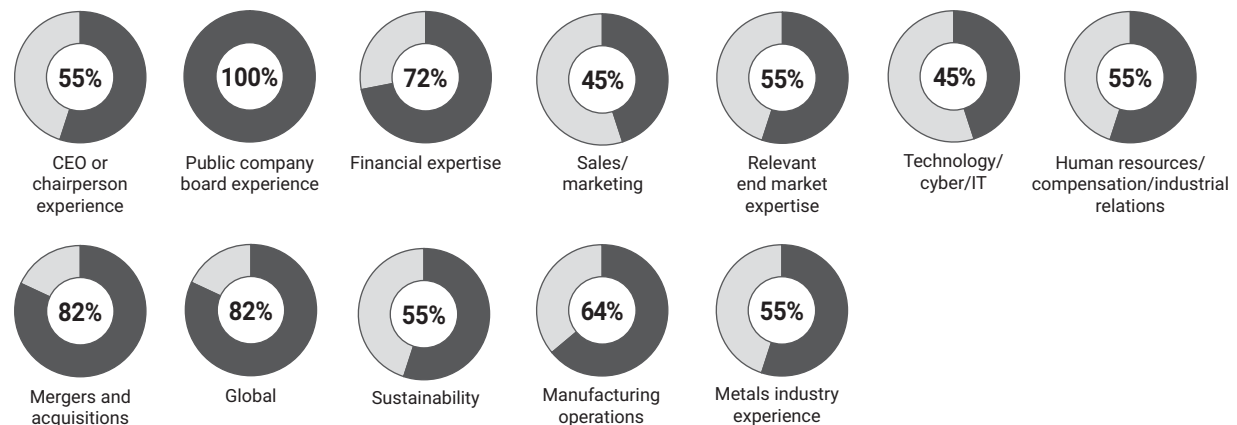 55%
CEO or
chairperson
experience
100%
Public company
board experience
72%
Financial expertise
45%
Sales/
marketing
55%
Relevant
end market
expertise
45%
Technology/
cyber/IT
55%
Human resources/
compensation/industrial
relations
82%
Mergers and
acquisitions
82%
Global
55%
Sustainability
64%
Manufacturing
operations
55%
Metals industry
experience